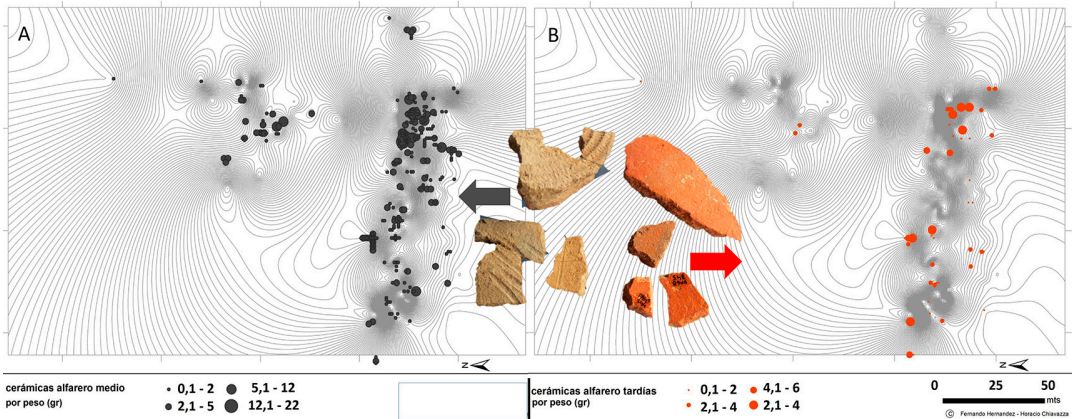 A
B
N
N
cerámicas alfarero medio
por peso (gr)
0,1 - 2
5,1 - 12
2,1 - 5
12,1 - 22
cerámicas alfarero tardías
por peso (gr)
0,1 - 2
4,1 - 6
2,1 - 4
2,1 - 4
0 25 50
mts
© Fernando Hernandez - Horacio Chiavazza